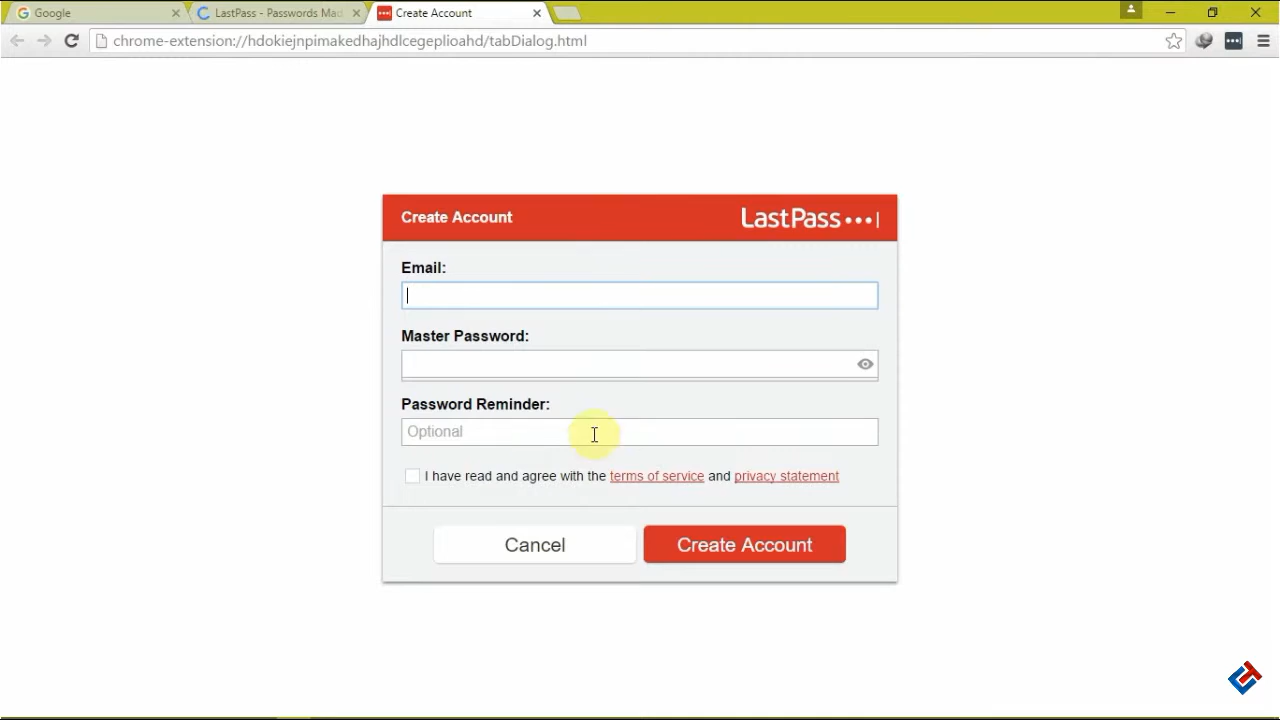 Google
LastPass - Passwords Mad
Create Account
chrome-extension://hdokiejnpimakedhajhdlcegeplioahd/tabDialog.html
Create Account
LastPass •••|
Email:
Master Password:
Password Reminder:
Optional
I have read and agree with the terms of service and privacy statement
Cancel
Create Account